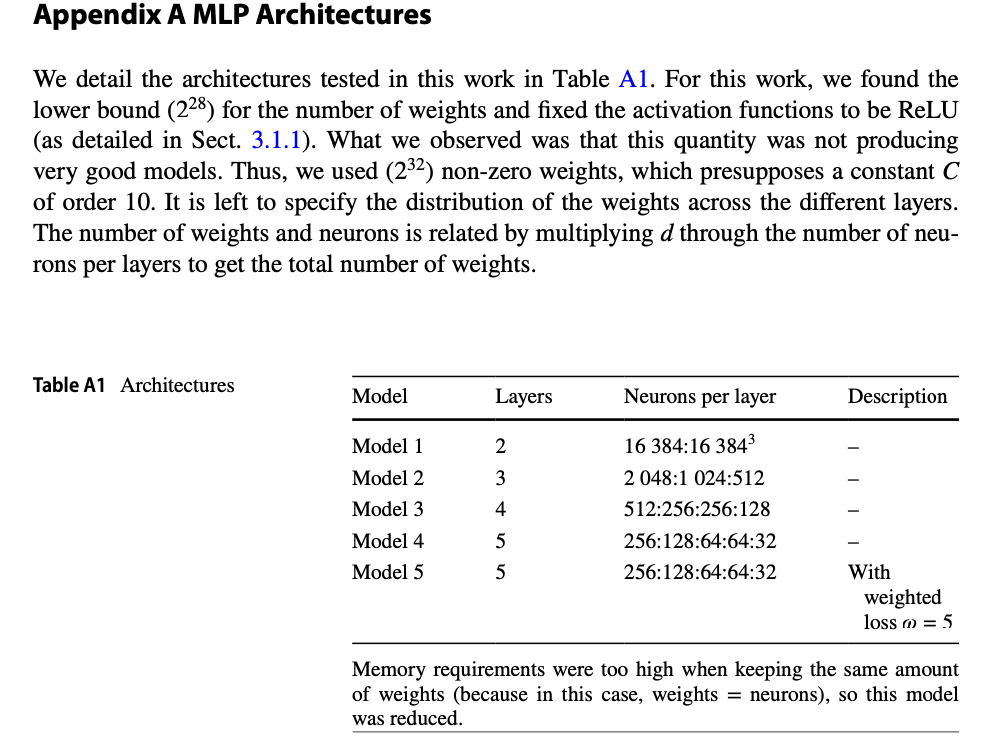 Appendix A MLP Architectures
We detail the architectures tested in this work in Table A1. For this work, we found the
lower bound (2²⁸) for the number of weights and fixed the activation functions to be ReLU
(as detailed in Sect. 3.1.1). What we observed was that this quantity was not producing
very good models. Thus, we used (2³²) non-zero weights, which presupposes a constant C
of order 10. It is left to specify the distribution of the weights across the different layers.
The number of weights and neurons is related by multiplying d through the number of neu-
rons per layers to get the total number of weights.
Table A1 Architectures
Model Layers Neurons per layer Description
Model 1 2 16 384:16 384³ –
Model 2 3 2 048:1 024:512 –
Model 3 4 512:256:256:128 –
Model 4 5 256:128:64:64:32 –
Model 5 5 256:128:64:64:32 With
weighted
loss ω = 5
Memory requirements were too high when keeping the same amount
of weights (because in this case, weights = neurons), so this model
was reduced.